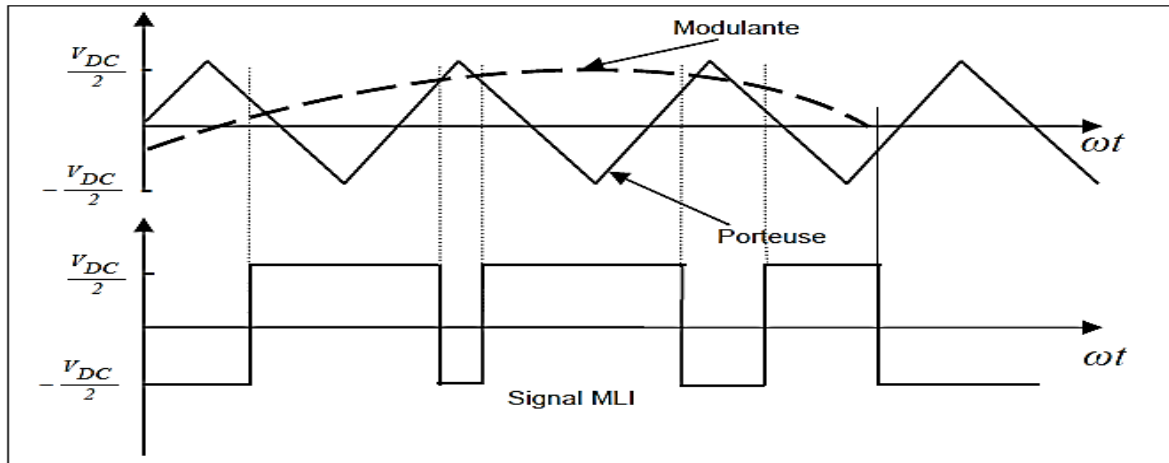 Modulante
V_DC/2
ωt
-V_DC/2
Porteuse
V_DC/2
ωt
-V_DC/2
Signal MLI